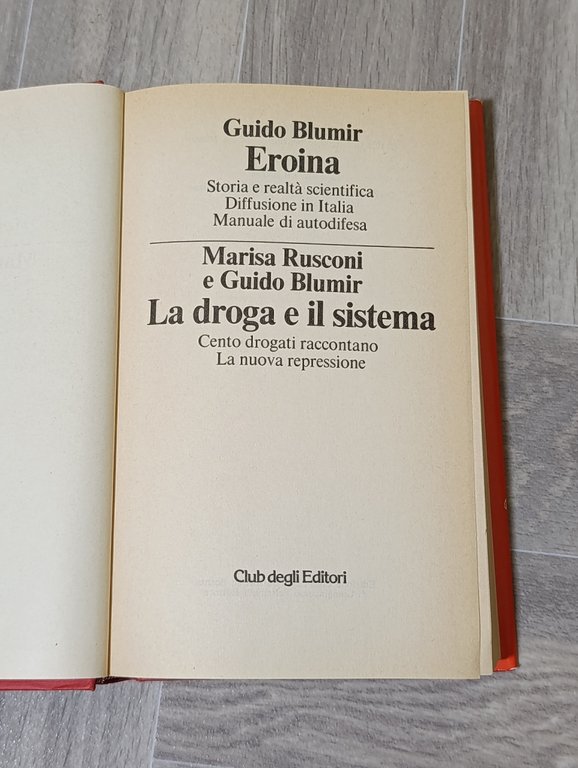 Guido Blumir
Eroina
Storia e realtà scientifica
Diffusione in Italia
Manuale di autodifesa
Marisa Rusconi
e Guido Blumir
La droga e il sistema
Cento drogati raccontano
La nuova repressione
Club degli Editori